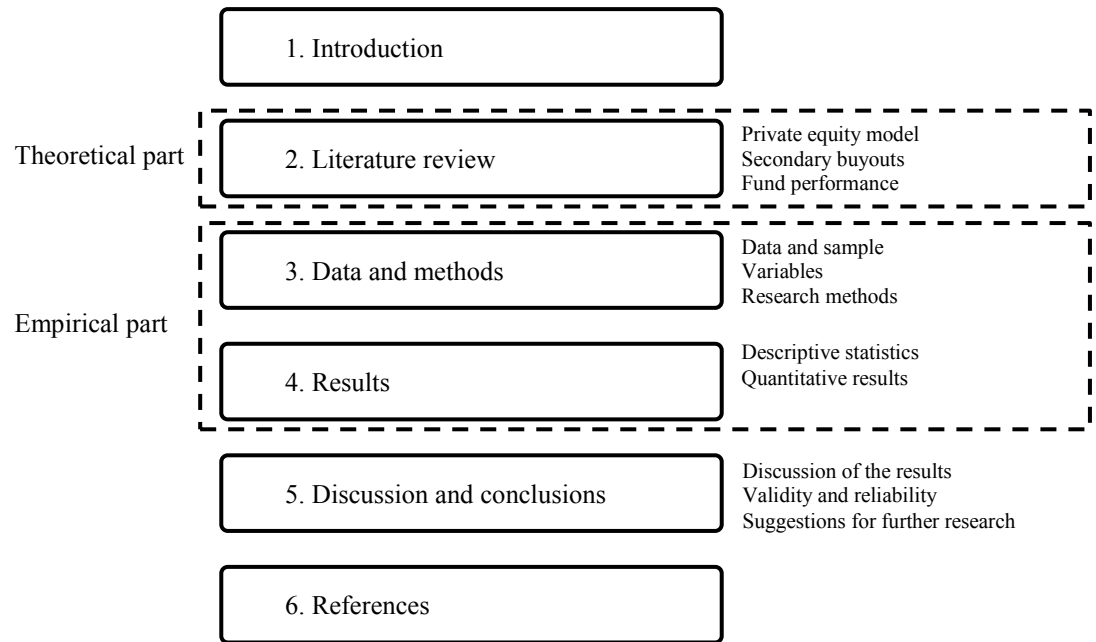 1. Introduction
Theoretical part
2. Literature review
Private equity model
Secondary buyouts
Fund performance
Empirical part
3. Data and methods
Data and sample
Variables
Research methods
4. Results
Descriptive statistics
Quantitative results
5. Discussion and conclusions
Discussion of the results
Validity and reliability
Suggestions for further research
6. References